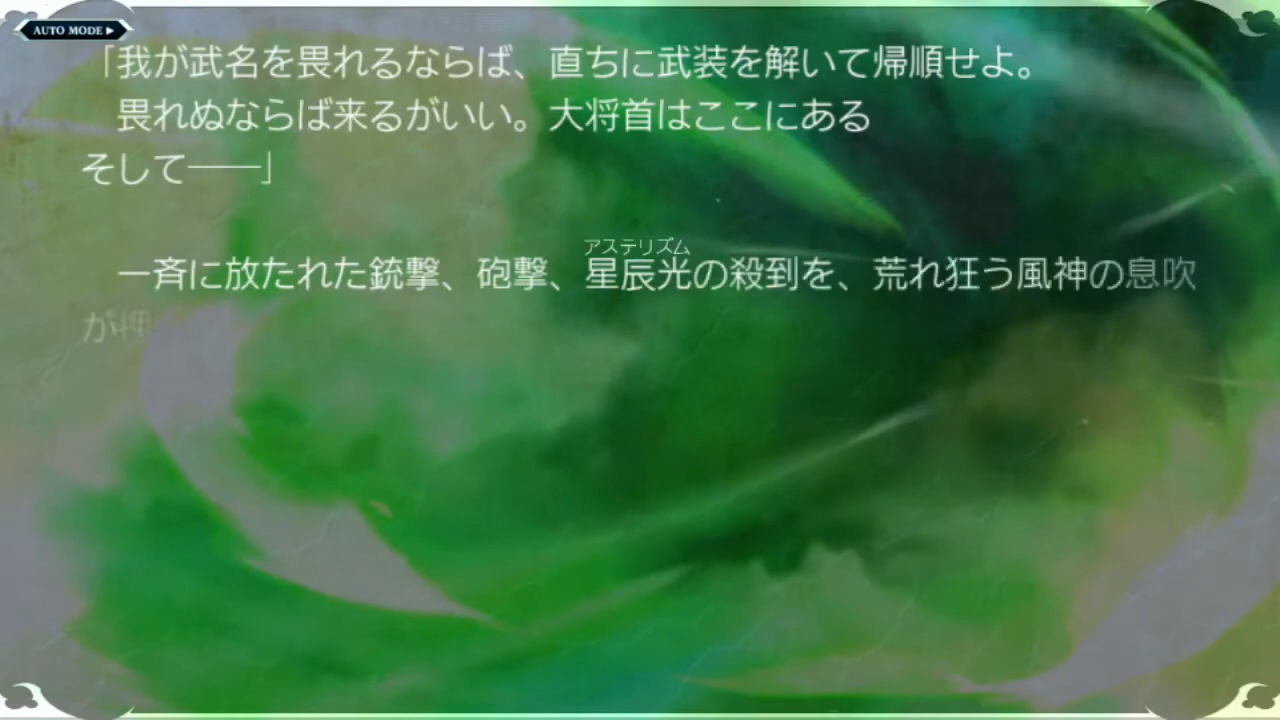 AUTO MODE▶
「我が武名を畏れるならば、直ちに武装を解いて帰順せよ。
畏れぬならば来るがいい。大将首はここにある
そして――」
アステリズム
一斉に放たれた銃撃、砲撃、星辰光の殺到を、荒れ狂う風神の息吹
が押